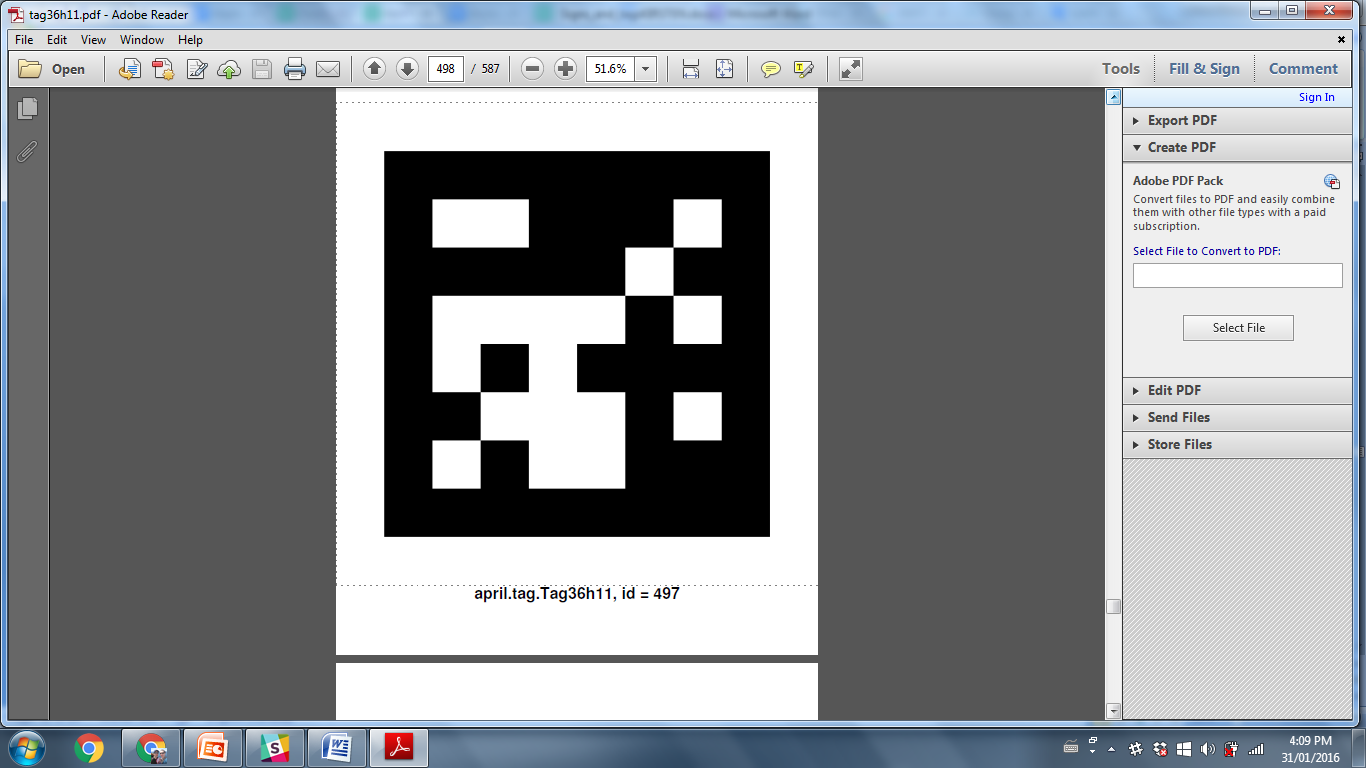 tag36h11.pdf - Adobe Reader
File Edit View Window Help
Open 498 / 587 51.6% Tools Fill & Sign Comment
Sign In
Export PDF
Create PDF
Adobe PDF Pack
Convert files to PDF and easily combine
them with other file types with a paid
subscription.
Select File to Convert to PDF:
Select File
Edit PDF
Send Files
Store Files
april.tag.Tag36h11, id = 497
4:09 PM
31/01/2016